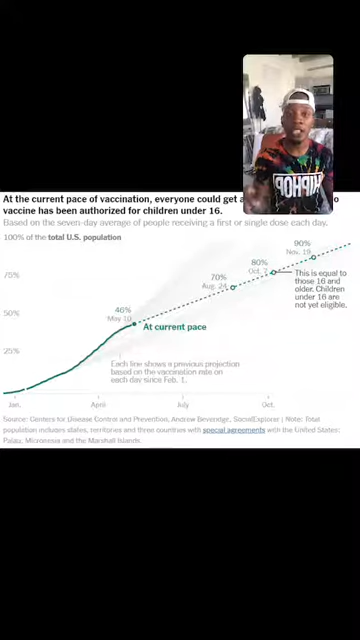 At the current pace of vaccination, everyone could get a
vaccine has been authorized for children under 16.
Based on the seven-day average of people receiving a first or single dose each day.
100% of the total U.S. population
90%
Nov. 19
80%
Oct. 7
70%
Aug. 24
75%
This is equal to
those 16 and
older. Children
under 16 are
not yet eligible.
50%
46%
May 10
At current pace
25%
Each line shows a previous projection
based on the vaccination rate on
each day since Feb. 1.
Jan.
April
July
Oct.
Source: Centers for Disease Control and Prevention, Andrew Beveridge, SocialExplorer | Note: Total
population includes states, territories and three countries with special agreements with the United States:
Palau, Micronesia and the Marshall Islands.
HIPHOP